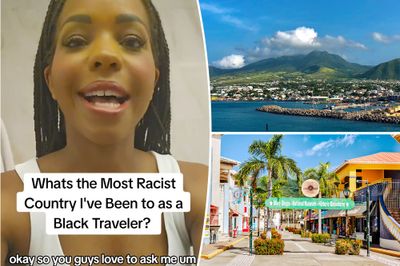 Whats the Most Racist
Country I've Been to as a
Black Traveler?
okay so you guys love to ask me um